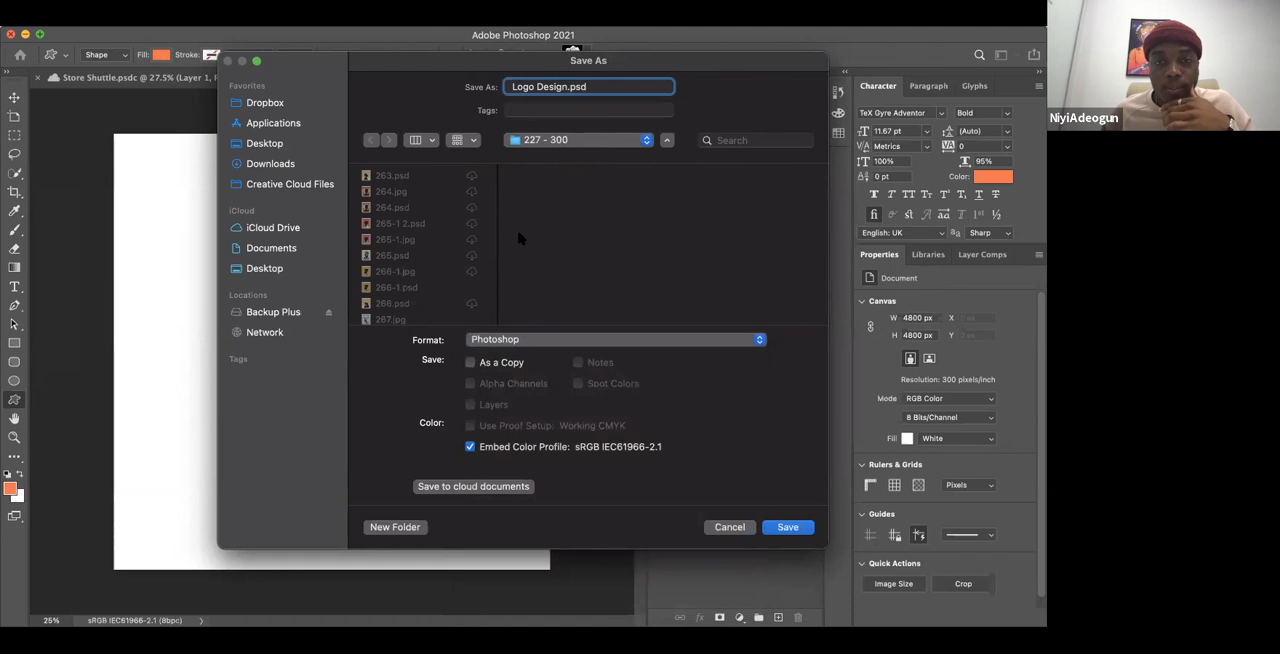 Adobe Photoshop 2021
Shape Fill: Stroke:
Store Shuttle.psdc @ 27.5% (Layer 1, R
Save As
Save As: Logo Design.psd
Tags:
227 - 300
Search
Favorites
Dropbox
Applications
Desktop
Downloads
Creative Cloud Files
iCloud
iCloud Drive
Documents
Desktop
Locations
Backup Plus
Network
Tags
263.psd
264.jpg
264.psd
265-1 2.psd
265-1.jpg
265.psd
266-1.jpg
266-1.psd
266.psd
267.jpg
Format: Photoshop
Save: As a Copy Notes
Alpha Channels Spot Colors
Layers
Color: Use Proof Setup: Working CMYK
Embed Color Profile: sRGB IEC61966-2.1
Save to cloud documents
New Folder Cancel Save
25% sRGB IEC61966-2.1 (8bpc)
Character Paragraph Glyphs
TeX Gyre Adventor Bold
11.67 pt (Auto)
Metrics 0
100% 95%
0 pt Color:
English: UK Sharp
Properties Libraries Layer Comps
Document
Canvas
W 4800 px X
H 4800 px Y
Resolution: 300 pixels/inch
Mode RGB Color
8 Bits/Channel
Fill White
Rulers & Grids
Pixels
Guides
Quick Actions
Image Size Crop
NiyiAdeogun